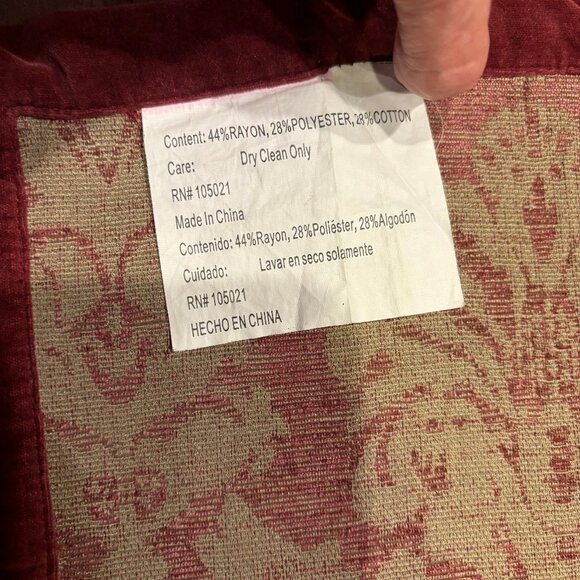 Content: 44%RAYON, 28%POLYESTER, 28%COTTON
Care: Dry Clean Only
RN# 105021
Made In China
Contenido: 44%Rayon, 28%Poliéster, 28%Algodón
Cuidado: Lavar en seco solamente
RN# 105021
HECHO EN CHINA